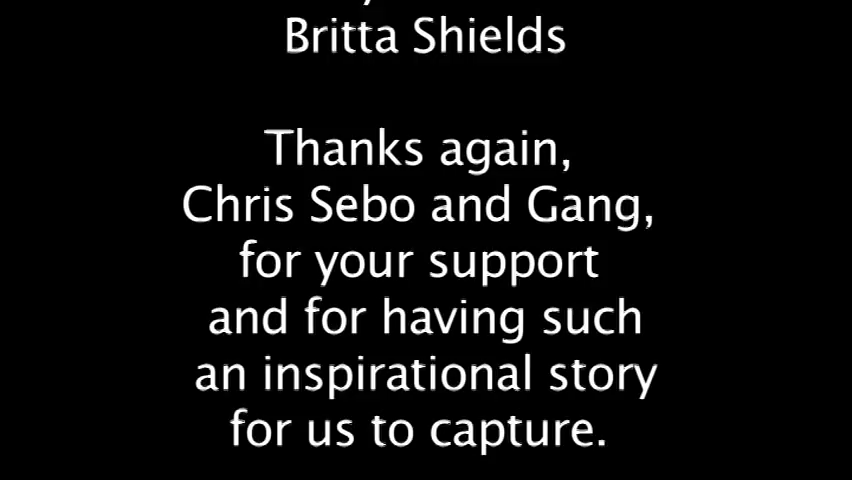 Britta Shields
Thanks again,
Chris Sebo and Gang,
for your support
and for having such
an inspirational story
for us to capture.